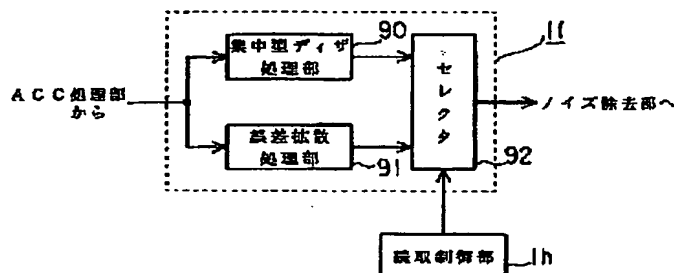 90
1f
集中型ディザ
処理部
ACC処理部
から
セレクタ
ノイズ除去部へ
誤差拡散
処理部
91
92
読取制御部
1h